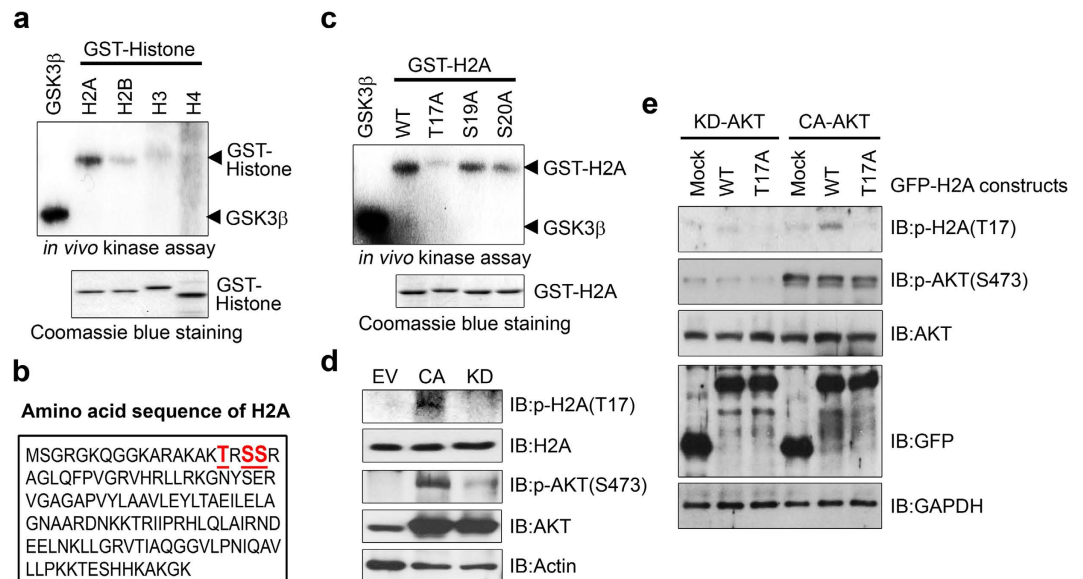 a
GST-Histone
GSK3β
H2A
H2B
H3
H4
GST-
Histone
GSK3β
in vivo kinase assay
GST-
Histone
Coomassie blue staining
b
Amino acid sequence of H2A
MSGRGKQGGKARAKAKTRSSR
AGLQFPVGRVHRLLRKGNYSER
VGAGAPVYLAAVLEYLTAEILELA
GNAARDNKKTRIIPRHLQLAIRND
EELNKLLGRVTIAQGGVLPNIQAV
LLPKKTESHHKAKGK
c
GST-H2A
GSK3β
WT
T17A
S19A
S20A
GST-H2A
GSK3β
in vivo kinase assay
GST-H2A
Coomassie blue staining
d
EV CA KD
IB:p-H2A(T17)
IB:H2A
IB:p-AKT(S473)
IB:AKT
IB:Actin
e
KD-AKT CA-AKT
Mock
WT
T17A
Mock
WT
T17A
GFP-H2A constructs
IB:p-H2A(T17)
IB:p-AKT(S473)
IB:AKT
IB:GFP
IB:GAPDH